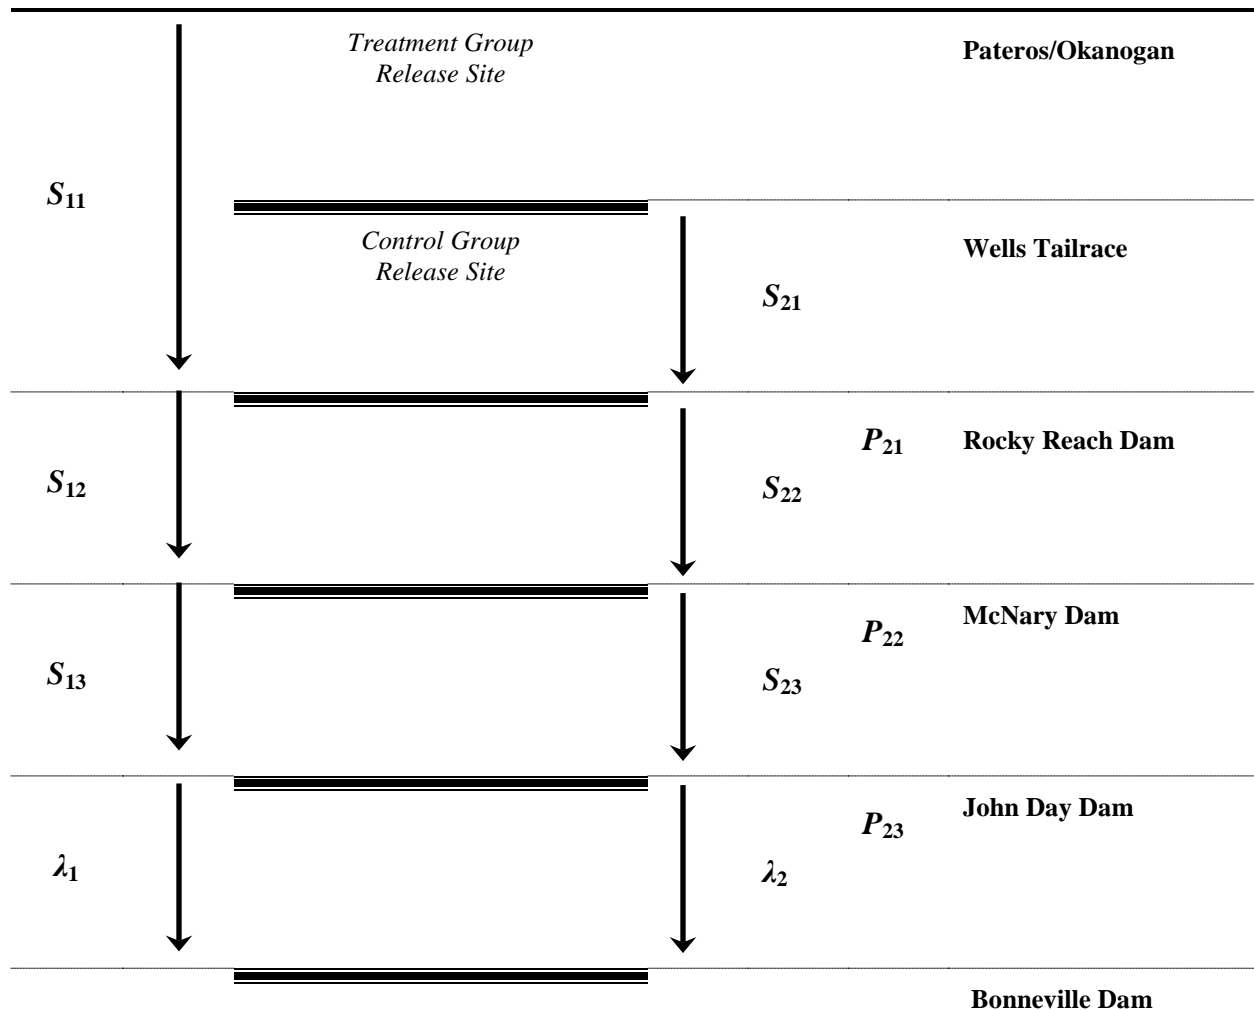 Treatment Group
Release Site
Pateros/Okanogan
S11
Control Group
Release Site
Wells Tailrace
S21
P21
Rocky Reach Dam
S12
S22
McNary Dam
P22
S13
S23
John Day Dam
P23
λ1
λ2
Bonneville Dam